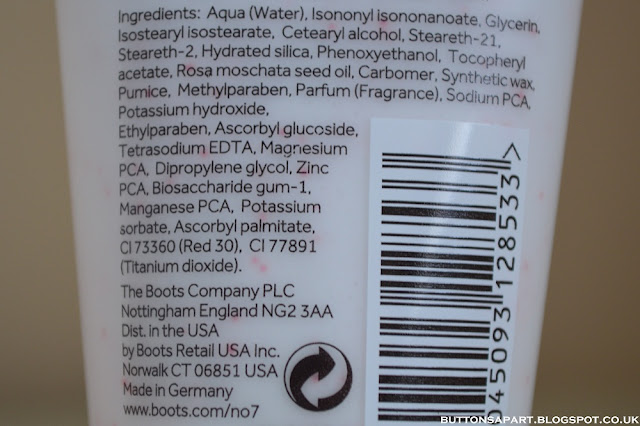 Ingredients: Aqua (Water), Isononyl isononanoate, Glycerin,
Isostearyl isostearate, Cetearyl alcohol, Steareth-21,
Steareth-2, Hydrated silica, Phenoxyethanol, Tocopheryl
acetate, Rosa moschata seed oil, Carbomer, Synthetic wax,
Pumice, Methylparaben, Parfum (Fragrance), Sodium PCA,
Potassium hydroxide,
Ethylparaben, Ascorbyl glucoside,
Tetrasodium EDTA, Magnesium
PCA, Dipropylene glycol, Zinc
PCA, Biosaccharide gum-1,
Manganese PCA, Potassium
sorbate, Ascorbyl palmitate,
CI 73360 (Red 30), CI 77891
(Titanium dioxide).
The Boots Company PLC
Nottingham England NG2 3AA
Dist. in the USA
by Boots Retail USA Inc.
Norwalk CT 06851 USA
Made in Germany
www.boots.com/no7
045093 128533 >
BUTTONSAPART.BLOGSPOT.CO.UK